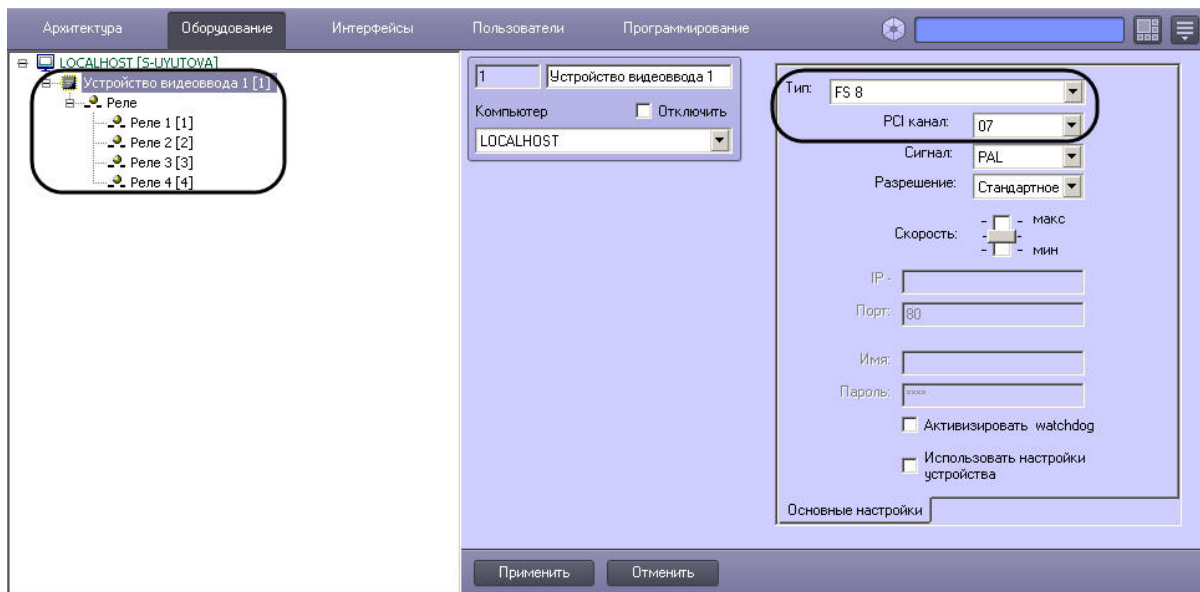 Архитектура Оборудование Интерфейсы Пользователи Программирование
LOCALHOST [S-UYUTOVA]
Устройство видеоввода 1 [1]
Реле
Реле 1 [1]
Реле 2 [2]
Реле 3 [3]
Реле 4 [4]
1 Устройство видеоввода 1
Компьютер Отключить
LOCALHOST
Тип: FS 8
PCI канал: 07
Сигнал: PAL
Разрешение: Стандартное
макс
Скорость:
мин
IP -
Порт: 80
Имя:
Пароль: ****
Активизировать watchdog
Использовать настройки
устройства
Основные настройки
Применить Отменить